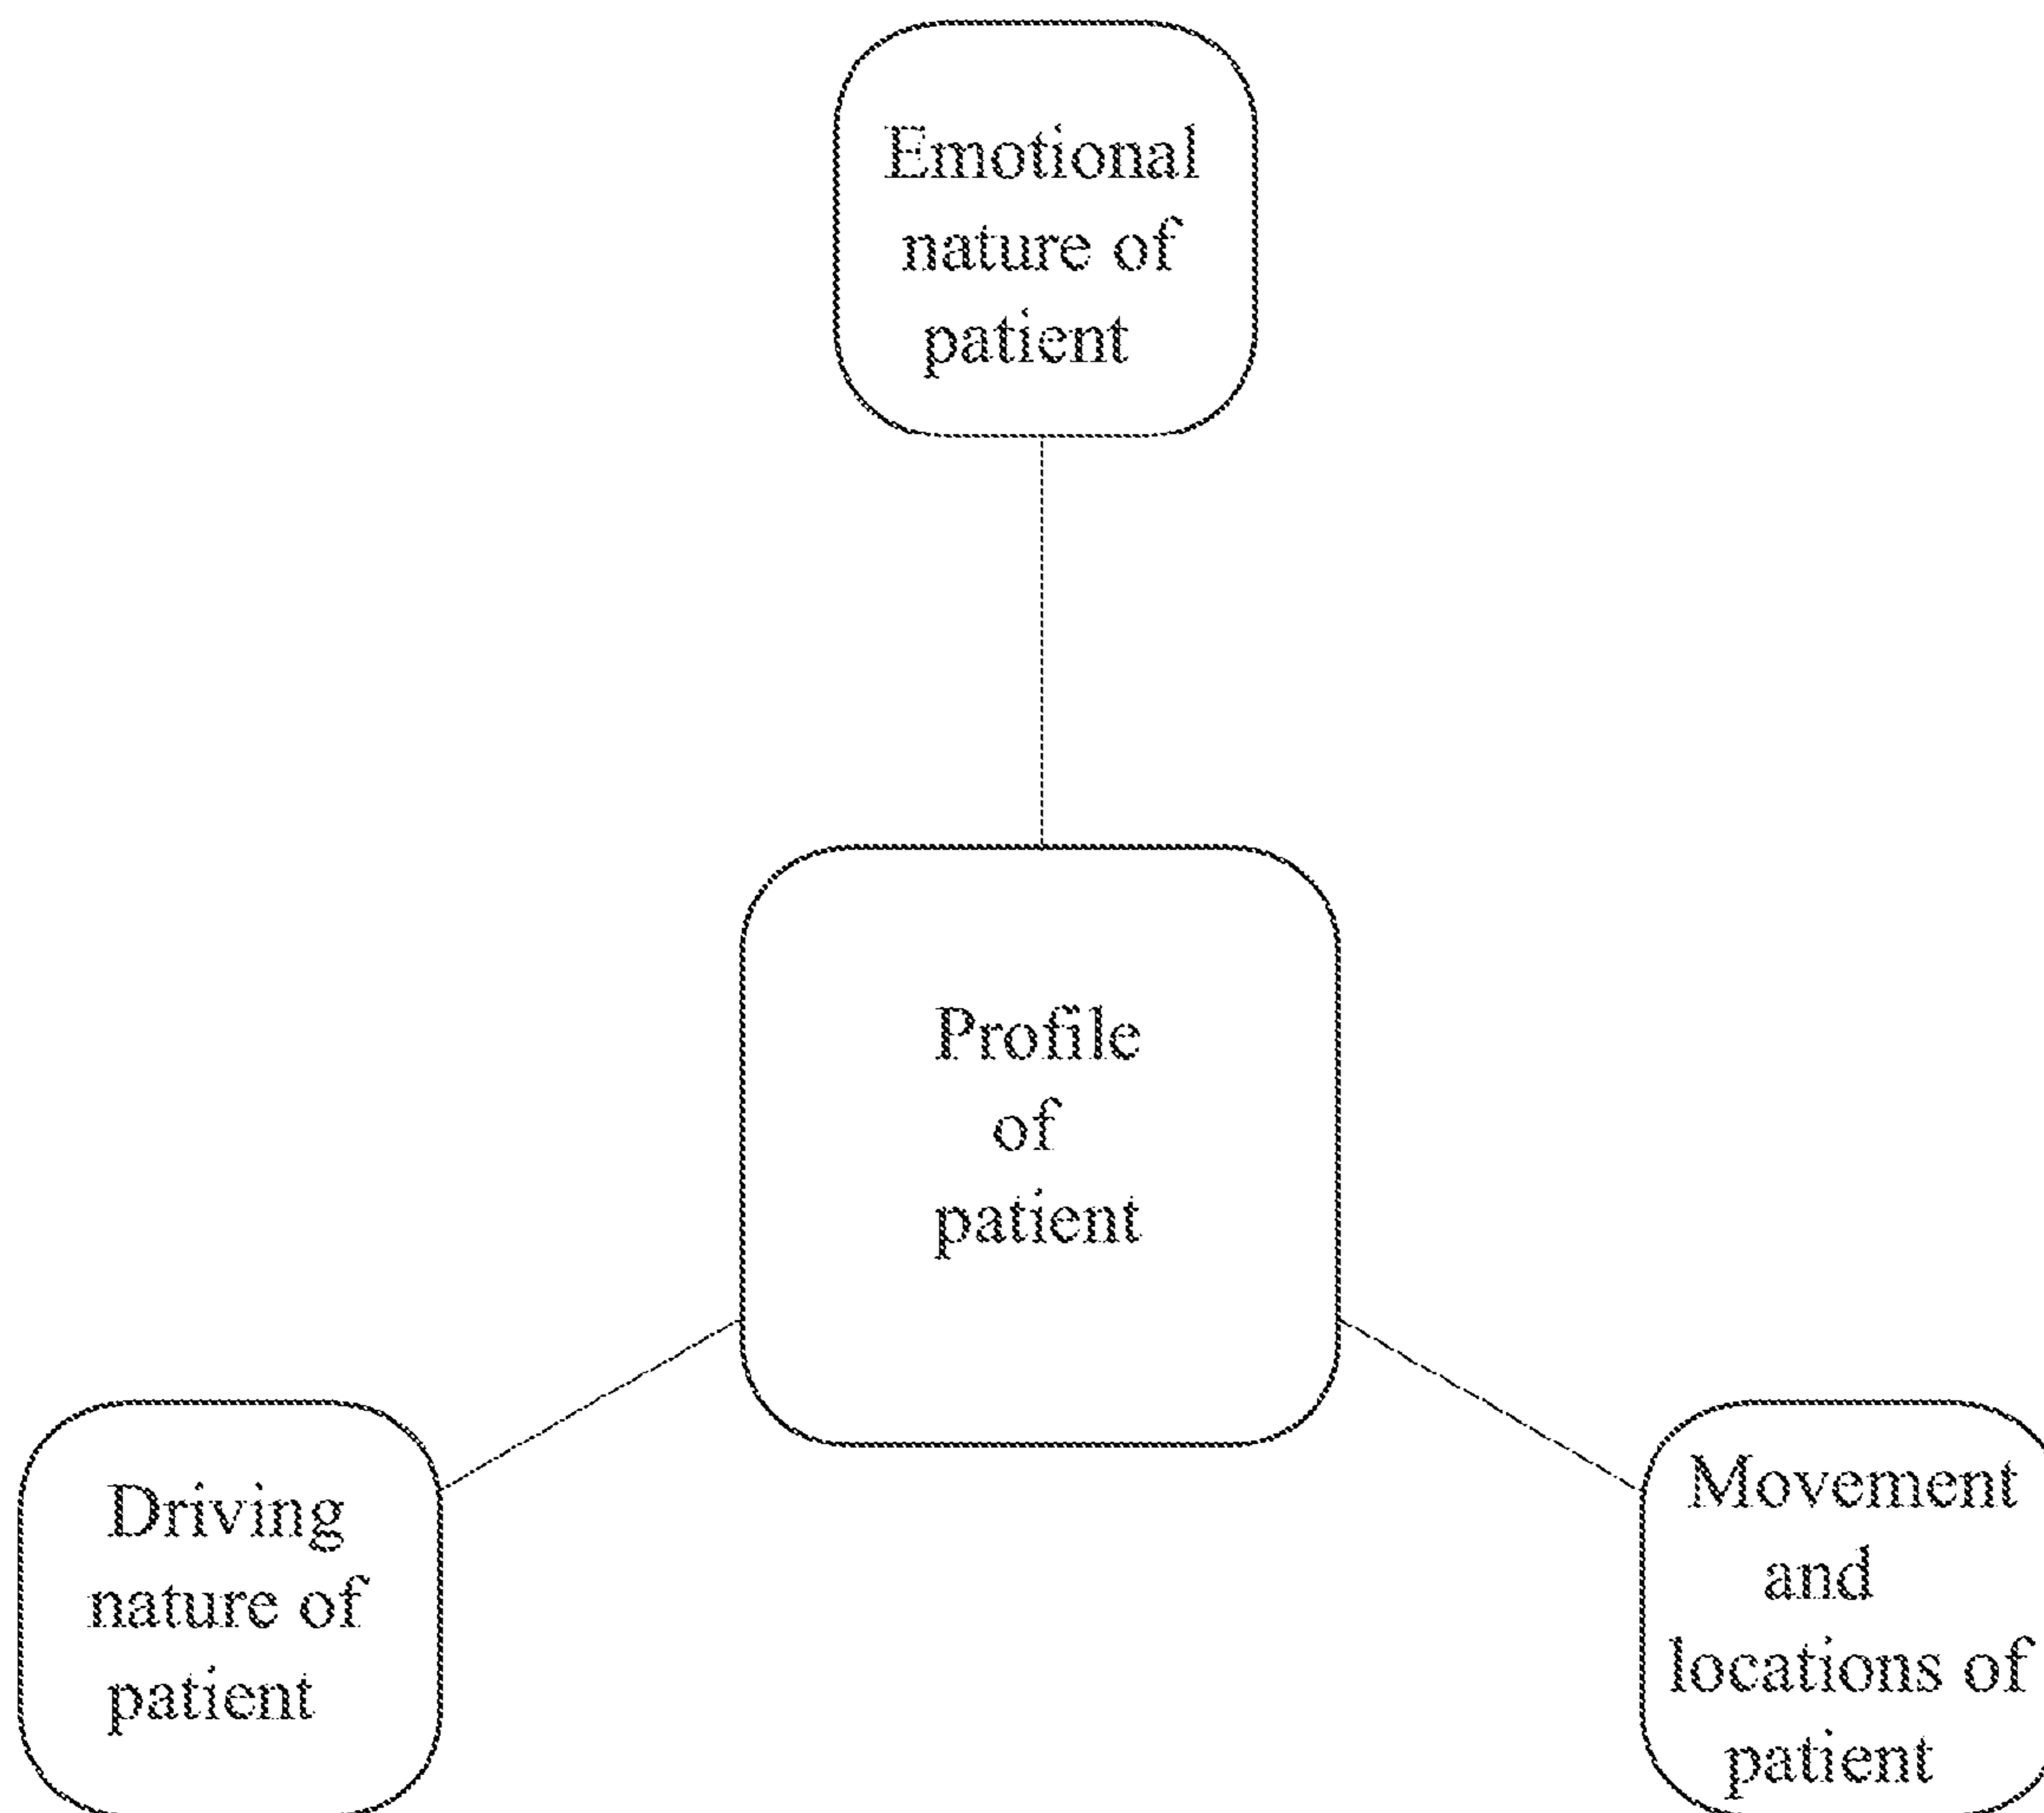 Emotional
nature of
patient
Profile
of
patient
Driving
nature of
patient
Movement
and
locations of
patient